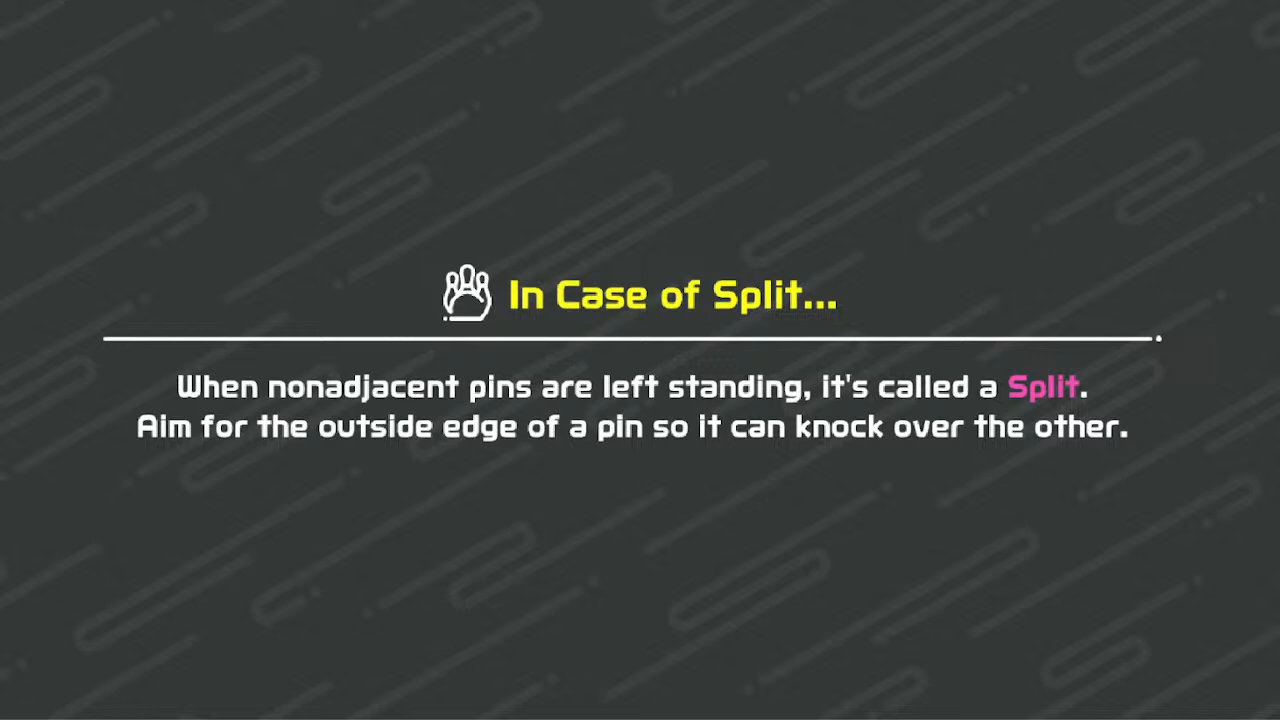 In Case of Split...
When nonadjacent pins are left standing, it's called a Split.
Aim for the outside edge of a pin so it can knock over the other.